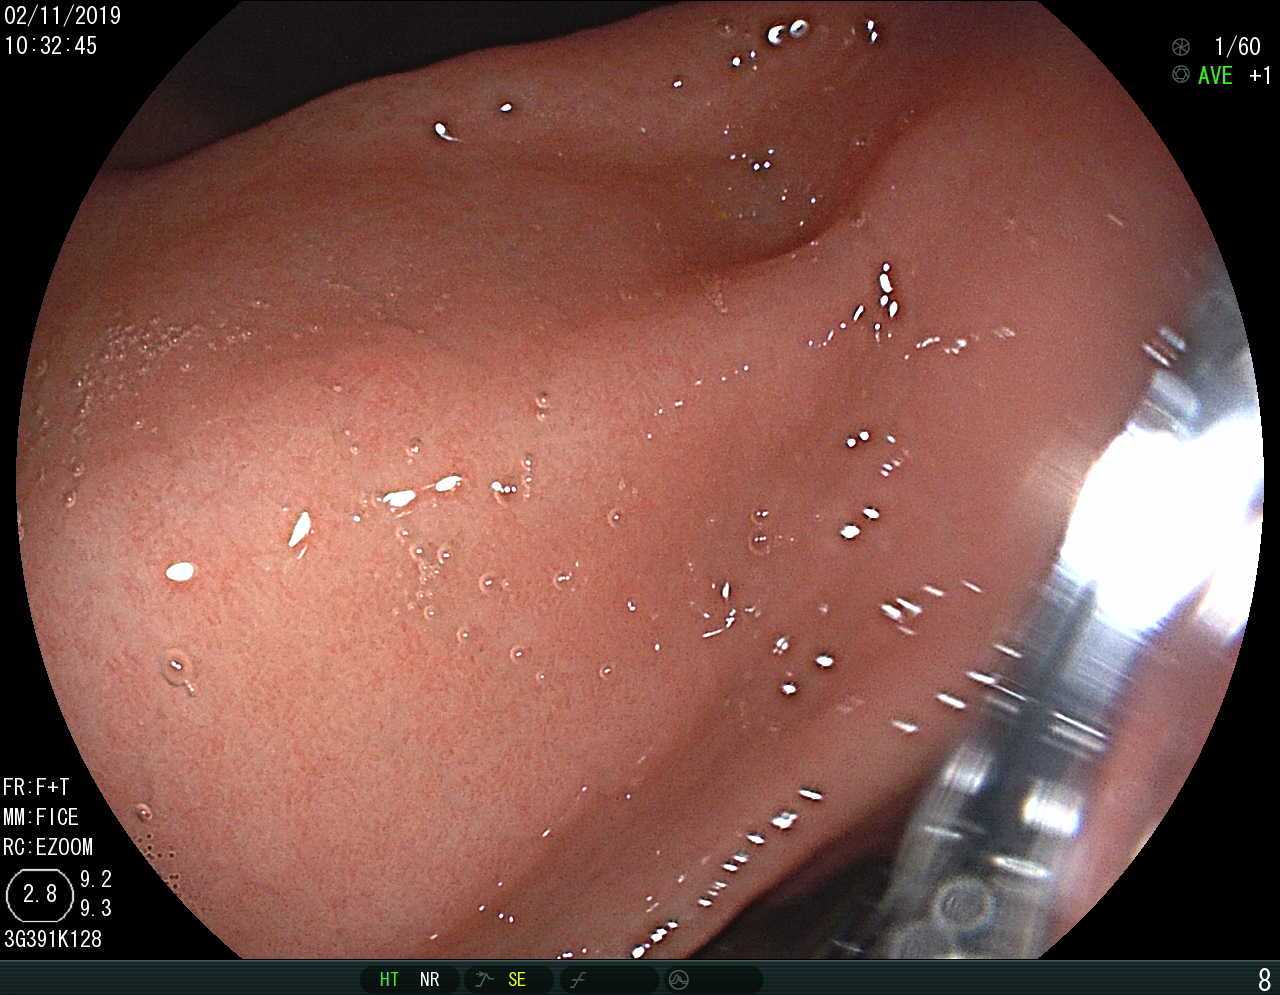 02/11/2019
10:32:45
1/60
AVE +1
FR:F+T
MM:FICE
RC:EZOOM
2.8
9.2
9.3
3G391K128
HT NR SE
8